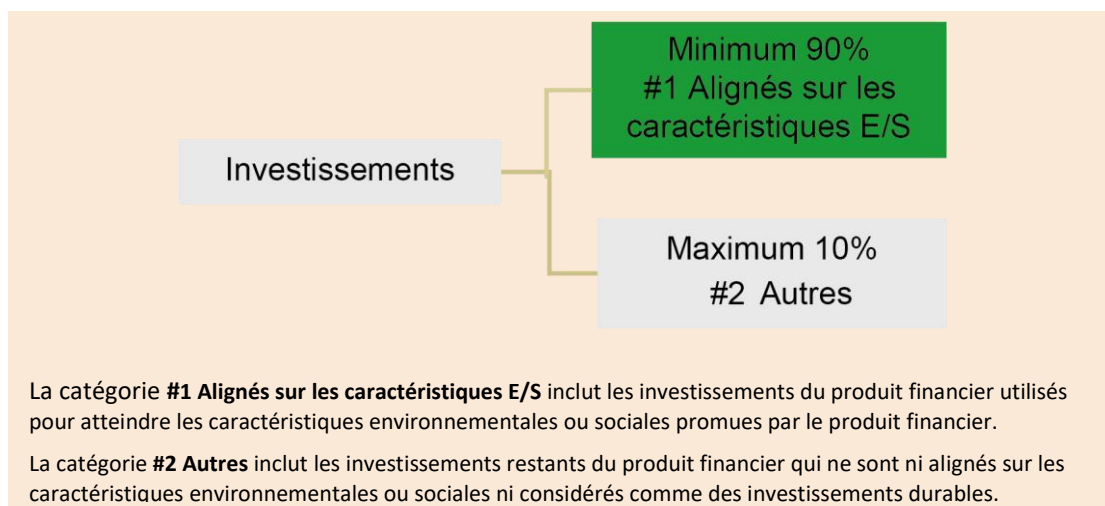 Minimum 90%
#1 Alignés sur les
caractéristiques E/S
Investissements
Maximum 10%
#2 Autres
La catégorie #1 Alignés sur les caractéristiques E/S inclut les investissements du produit financier utilisés
pour atteindre les caractéristiques environnementales ou sociales promues par le produit financier.
La catégorie #2 Autres inclut les investissements restants du produit financier qui ne sont ni alignés sur les
caractéristiques environnementales ou sociales ni considérés comme des investissements durables.